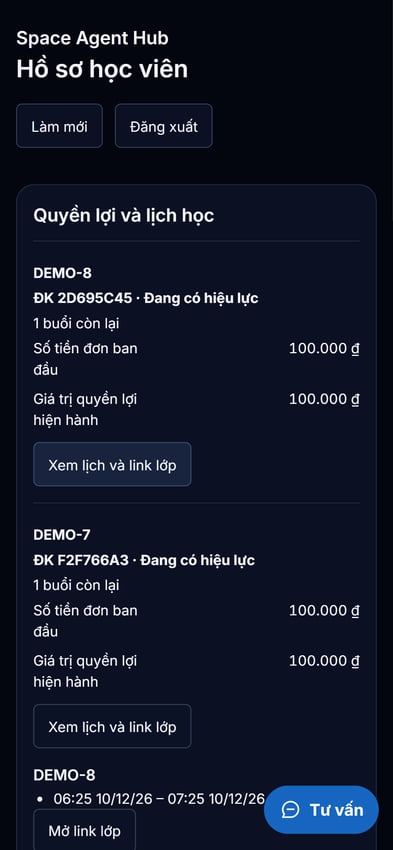 Space Agent Hub
Hồ sơ học viên
Làm mới
Đăng xuất
Quyền lợi và lịch học
DEMO-8
ĐK 2D695C45 · Đang có hiệu lực
1 buổi còn lại
Số tiền đơn ban đầu 100.000 ₫
Giá trị quyền lợi hiện hành 100.000 ₫
Xem lịch và link lớp
DEMO-7
ĐK F2F766A3 · Đang có hiệu lực
1 buổi còn lại
Số tiền đơn ban đầu 100.000 ₫
Giá trị quyền lợi hiện hành 100.000 ₫
Xem lịch và link lớp
DEMO-8
• 06:25 10/12/26 – 07:25 10/12/26
Mở link lớp
Tư vấn